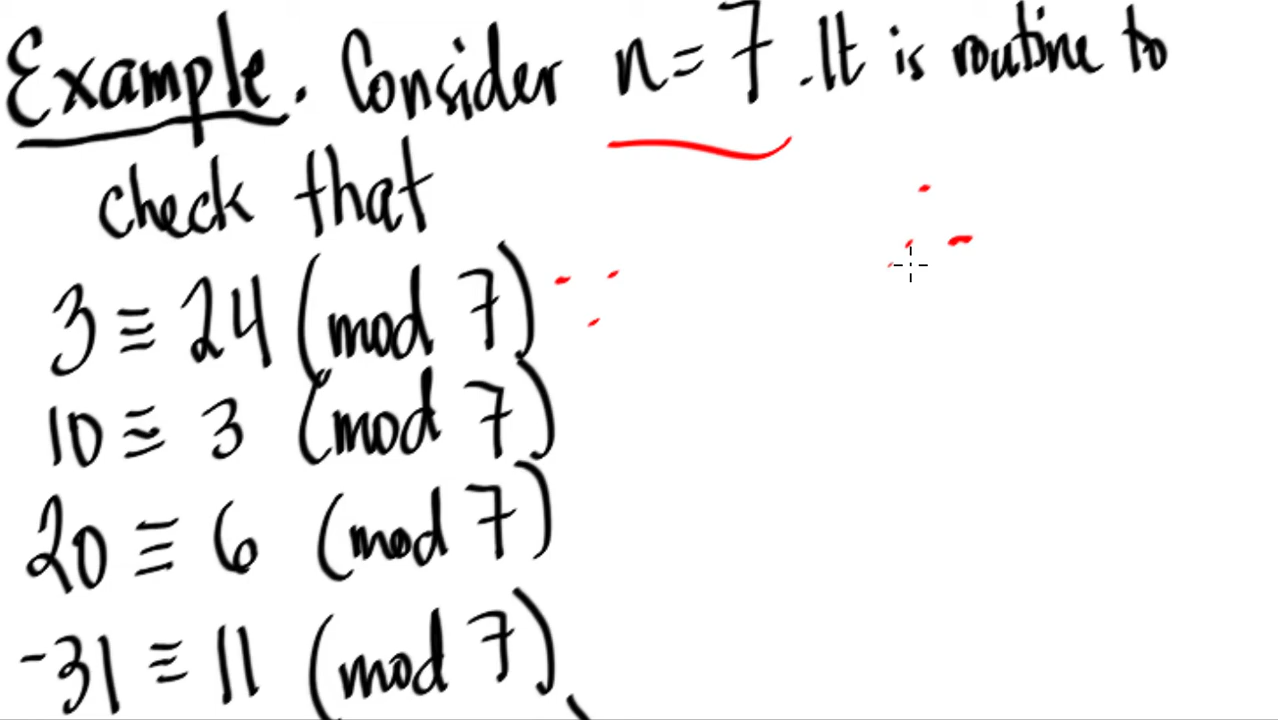 Example. Consider n = 7. It is routine to
check that
3 ≡ 24 (mod 7)
10 ≡ 3 (mod 7)
20 ≡ 6 (mod 7)
-31 ≡ 11 (mod 7)